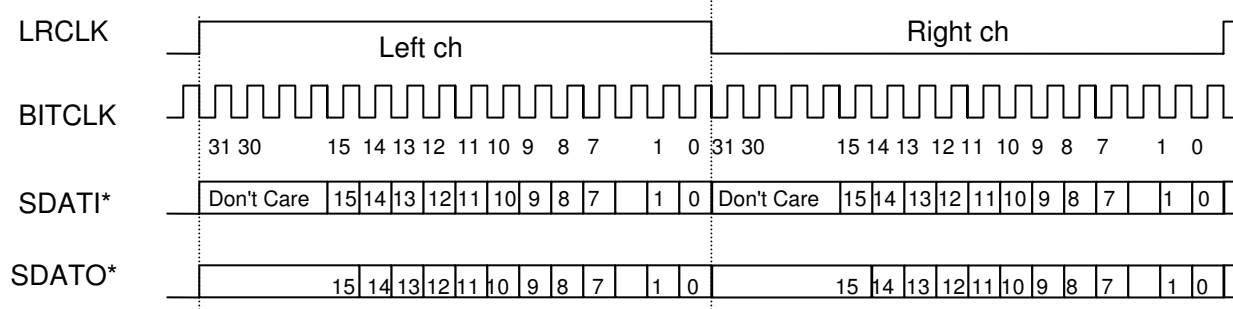 LRCLK Left ch Right ch
BITCLK
31 30 15 14 13 12 11 10 9 8 7 1 0 31 30 15 14 13 12 11 10 9 8 7 1 0
SDATI* Don't Care 15 14 13 12 11 10 9 8 7 1 0 Don't Care 15 14 13 12 11 10 9 8 7 1 0
SDATO* 15 14 13 12 11 10 9 8 7 1 0 15 14 13 12 11 10 9 8 7 1 0